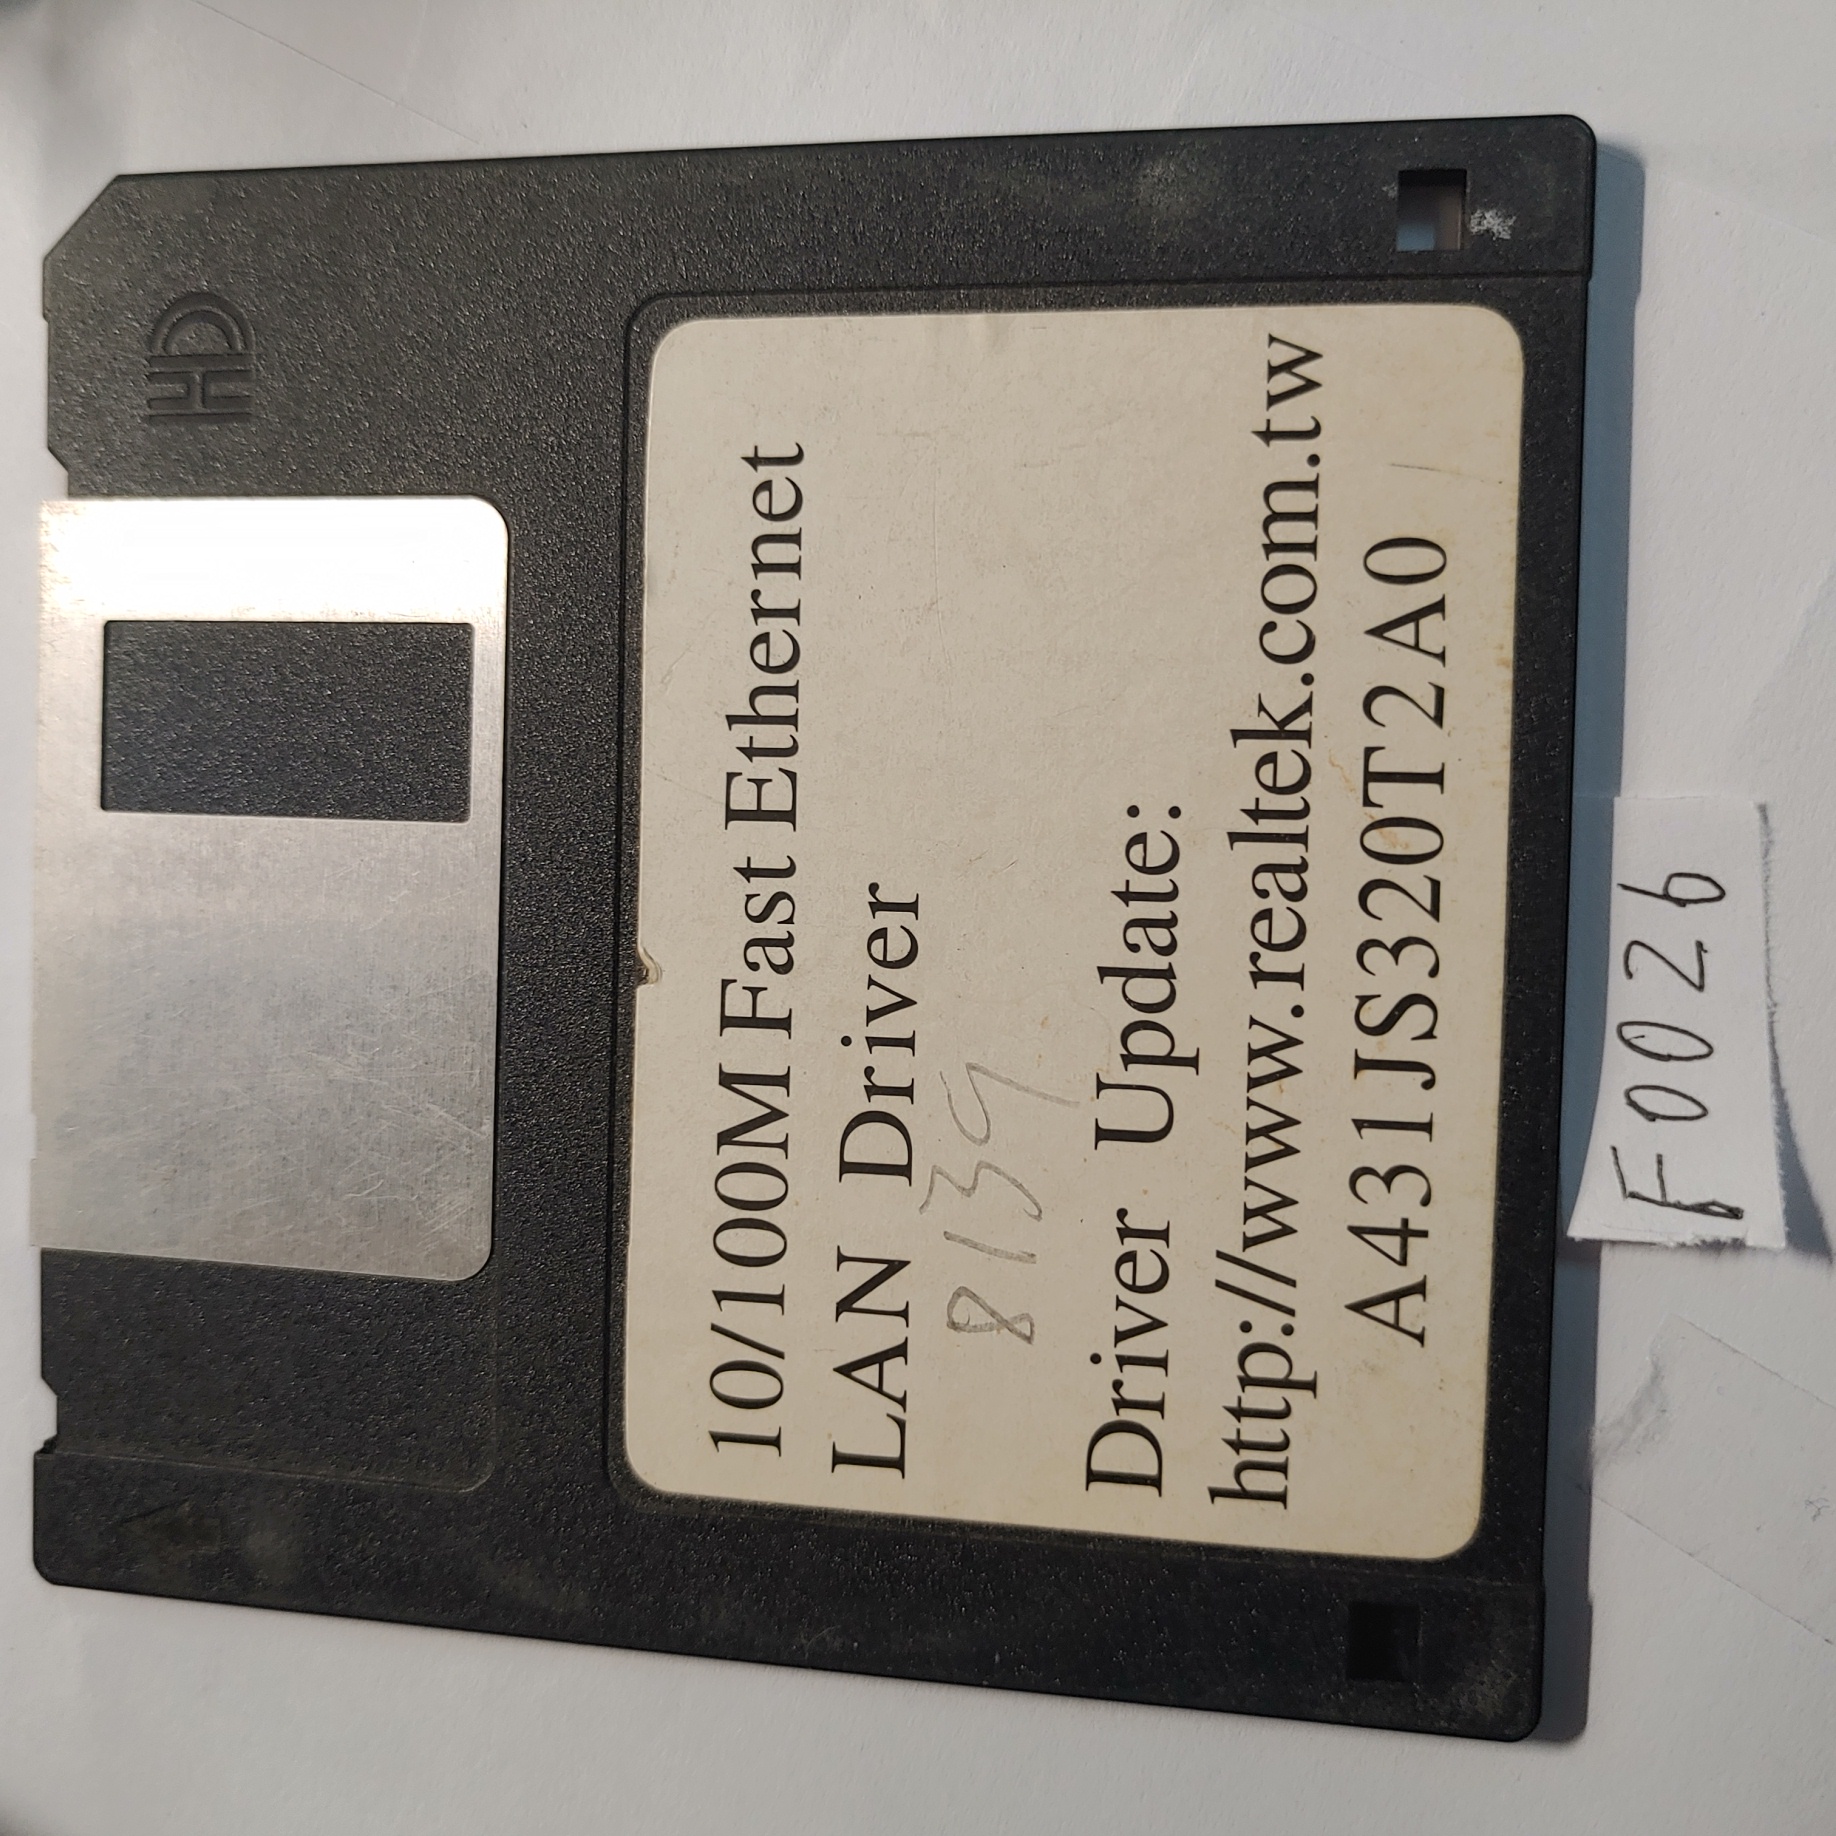 HD
10/100M Fast Ethernet
LAN Driver
8139
Driver Update:
http://www.realtek.com.tw
A431JS320T2A0
F0026